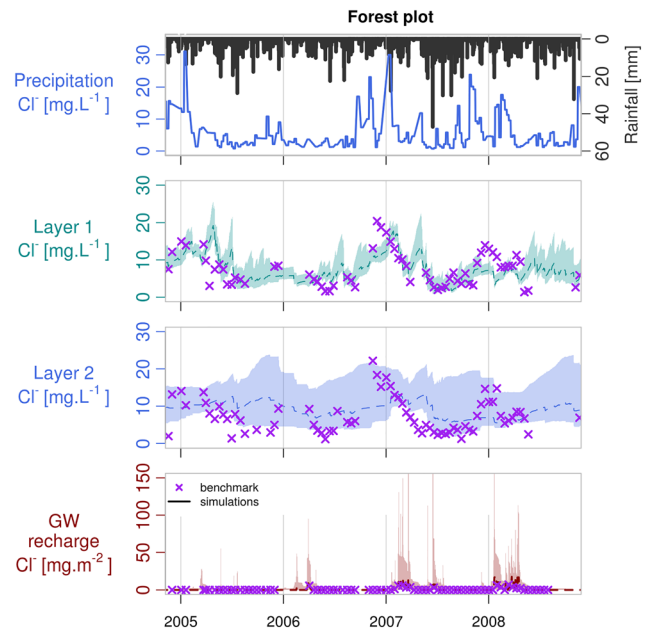 Forest plot
Precipitation
Cl⁻ [mg.L⁻¹]
0 10 20 30
0 20 40 60
Rainfall [mm]
Layer 1
Cl⁻ [mg.L⁻¹]
0 10 20 30
Layer 2
Cl⁻ [mg.L⁻¹]
0 10 20 30
GW
recharge
Cl⁻ [mg.m⁻²]
0 50 100 150
benchmark
simulations
2005 2006 2007 2008